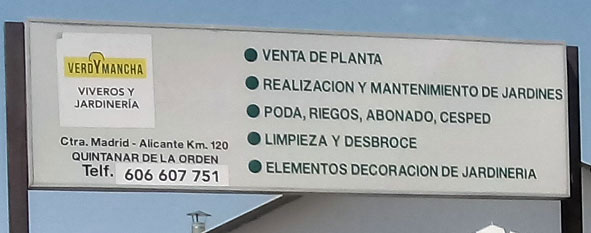 VERDYMANCHA
VIVEROS Y
JARDINERÍA
Ctra. Madrid - Alicante Km. 120
QUINTANAR DE LA ORDEN
Telf. 606 607 751
VENTA DE PLANTA
REALIZACION Y MANTENIMIENTO DE JARDINES
PODA, RIEGOS, ABONADO, CESPED
LIMPIEZA Y DESBROCE
ELEMENTOS DECORACION DE JARDINERIA